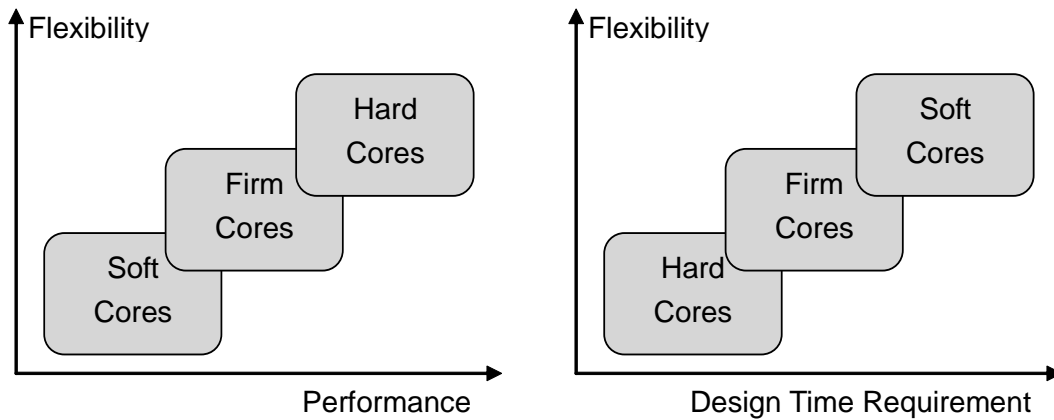 Flexibility
Hard
Cores
Firm
Cores
Soft
Cores
Performance
Flexibility
Soft
Cores
Firm
Cores
Hard
Cores
Design Time Requirement